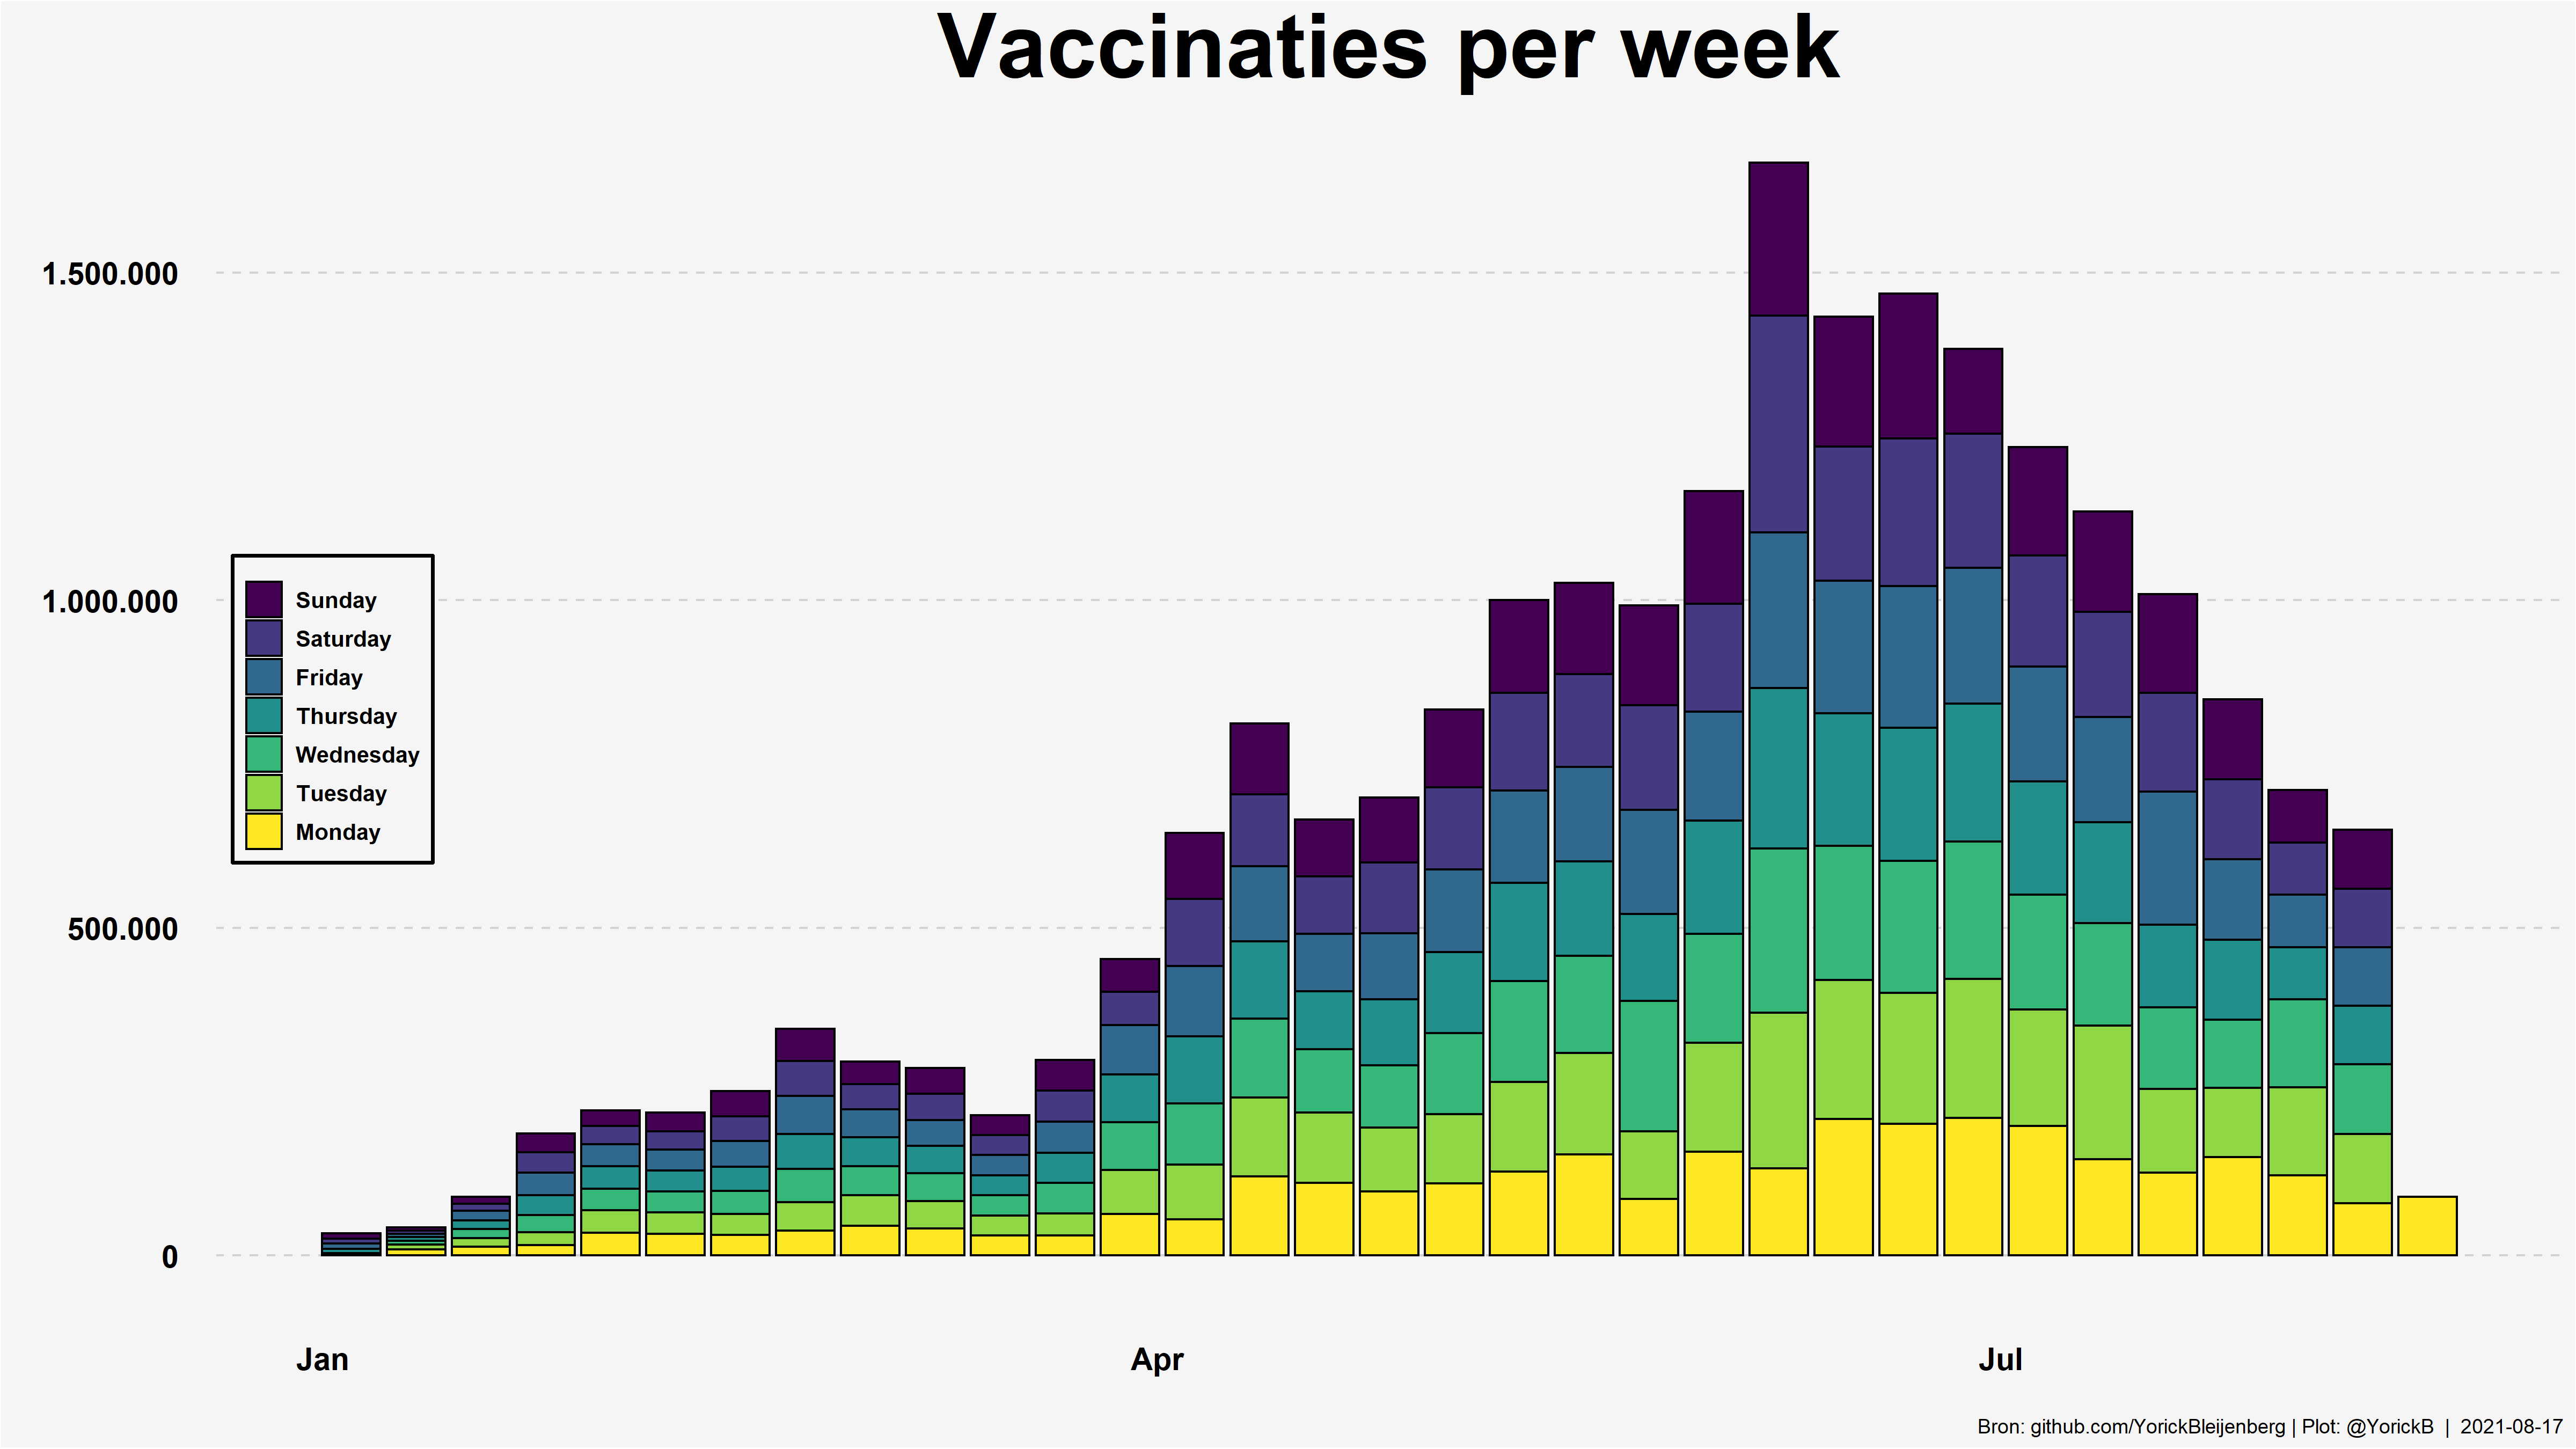 Vaccinaties per week
1.500.000
1.000.000
500.000
0
Sunday
Saturday
Friday
Thursday
Wednesday
Tuesday
Monday
Jan Apr Jul
Bron: github.com/YorickBleijenberg | Plot: @YorickB | 2021-08-17